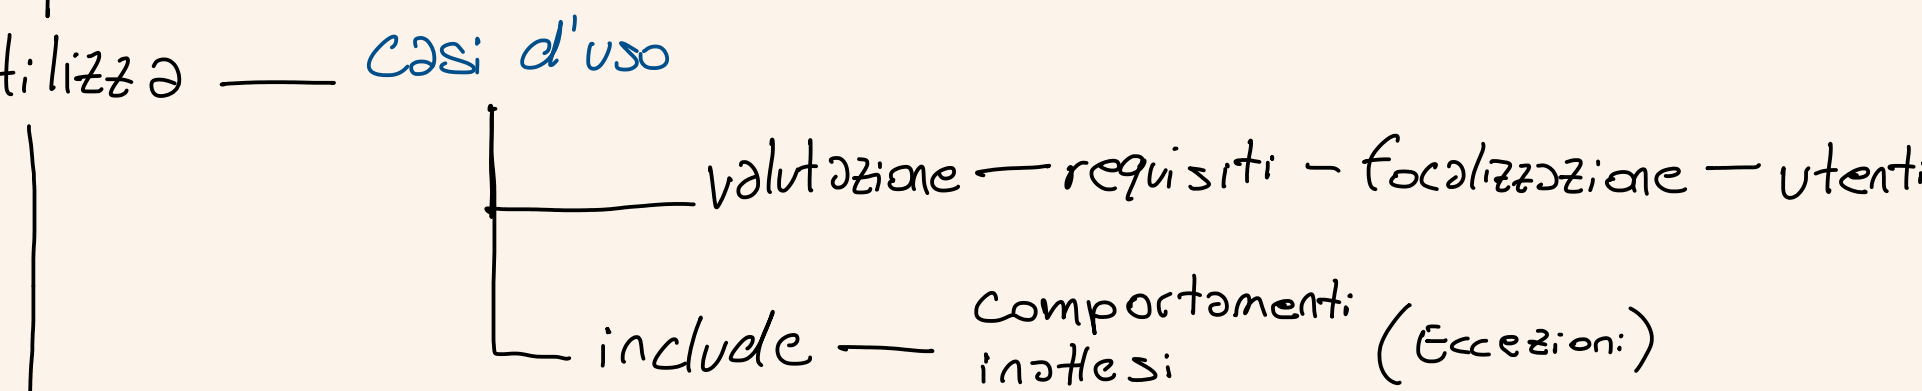 tilizza — casi d'uso
valutazione — requisiti – focalizzazione — utenti
include — comportamenti (Eccezioni)
inattesi